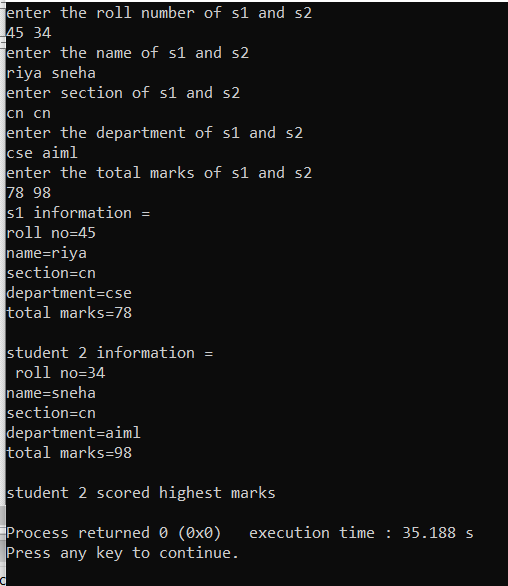 enter the roll number of s1 and s2
45 34
enter the name of s1 and s2
riya sneha
enter section of s1 and s2
cn cn
enter the department of s1 and s2
cse aiml
enter the total marks of s1 and s2
78 98
s1 information =
roll no=45
name=riya
section=cn
department=cse
total marks=78

student 2 information =
 roll no=34
name=sneha
section=cn
department=aiml
total marks=98

student 2 scored highest marks

Process returned 0 (0x0)   execution time : 35.188 s
Press any key to continue.